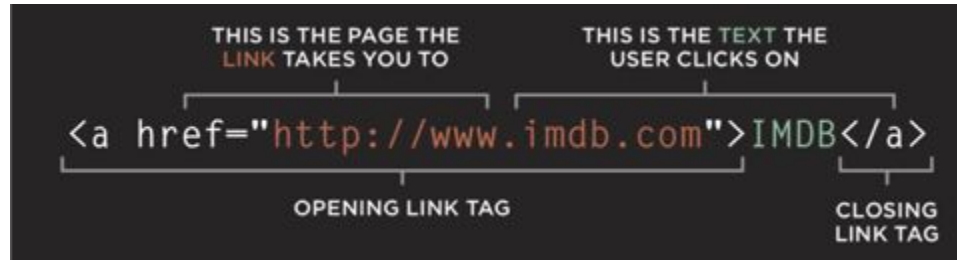 THIS IS THE PAGE THE
LINK TAKES YOU TO
THIS IS THE TEXT THE
USER CLICKS ON
<a href="http://www.imdb.com">IMDB</a>
OPENING LINK TAG
CLOSING
LINK TAG